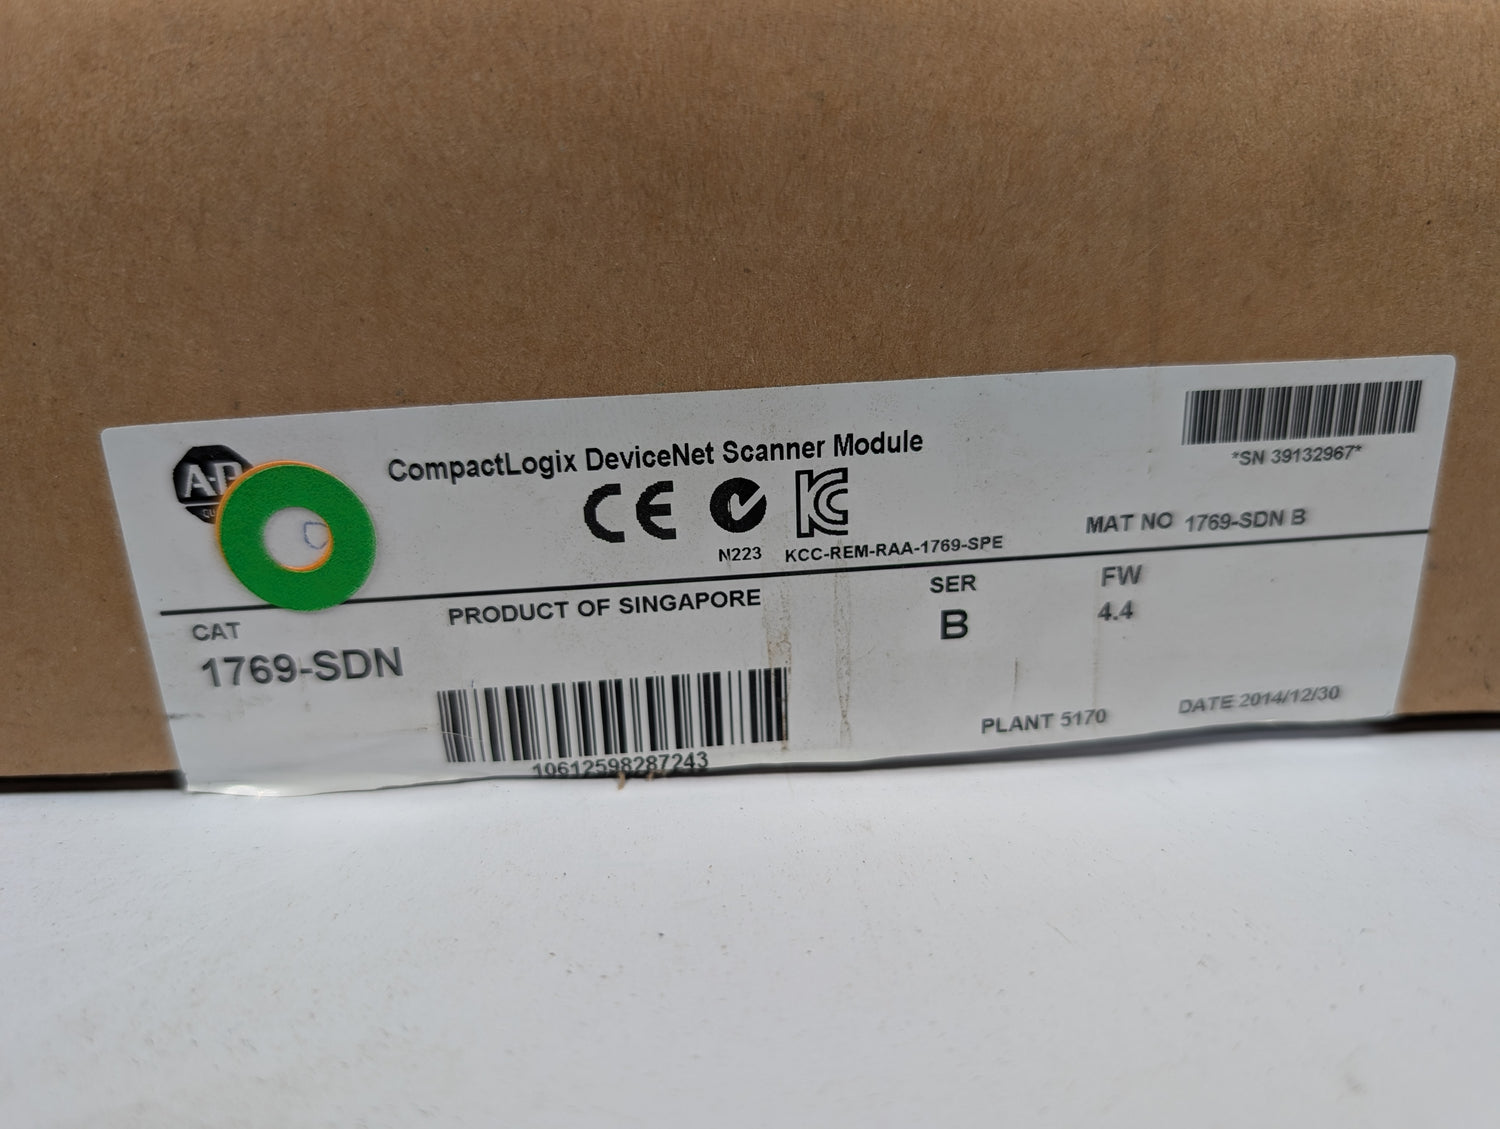 A-B
CompactLogix DeviceNet Scanner Module
*SN 39132967*
CE
N223
KCC-REM-RAA-1769-SPE
MAT NO 1769-SDN B
CAT
1769-SDN
PRODUCT OF SINGAPORE
10612598287243
SER
B
FW
4.4
PLANT 5170
DATE 2014/12/30